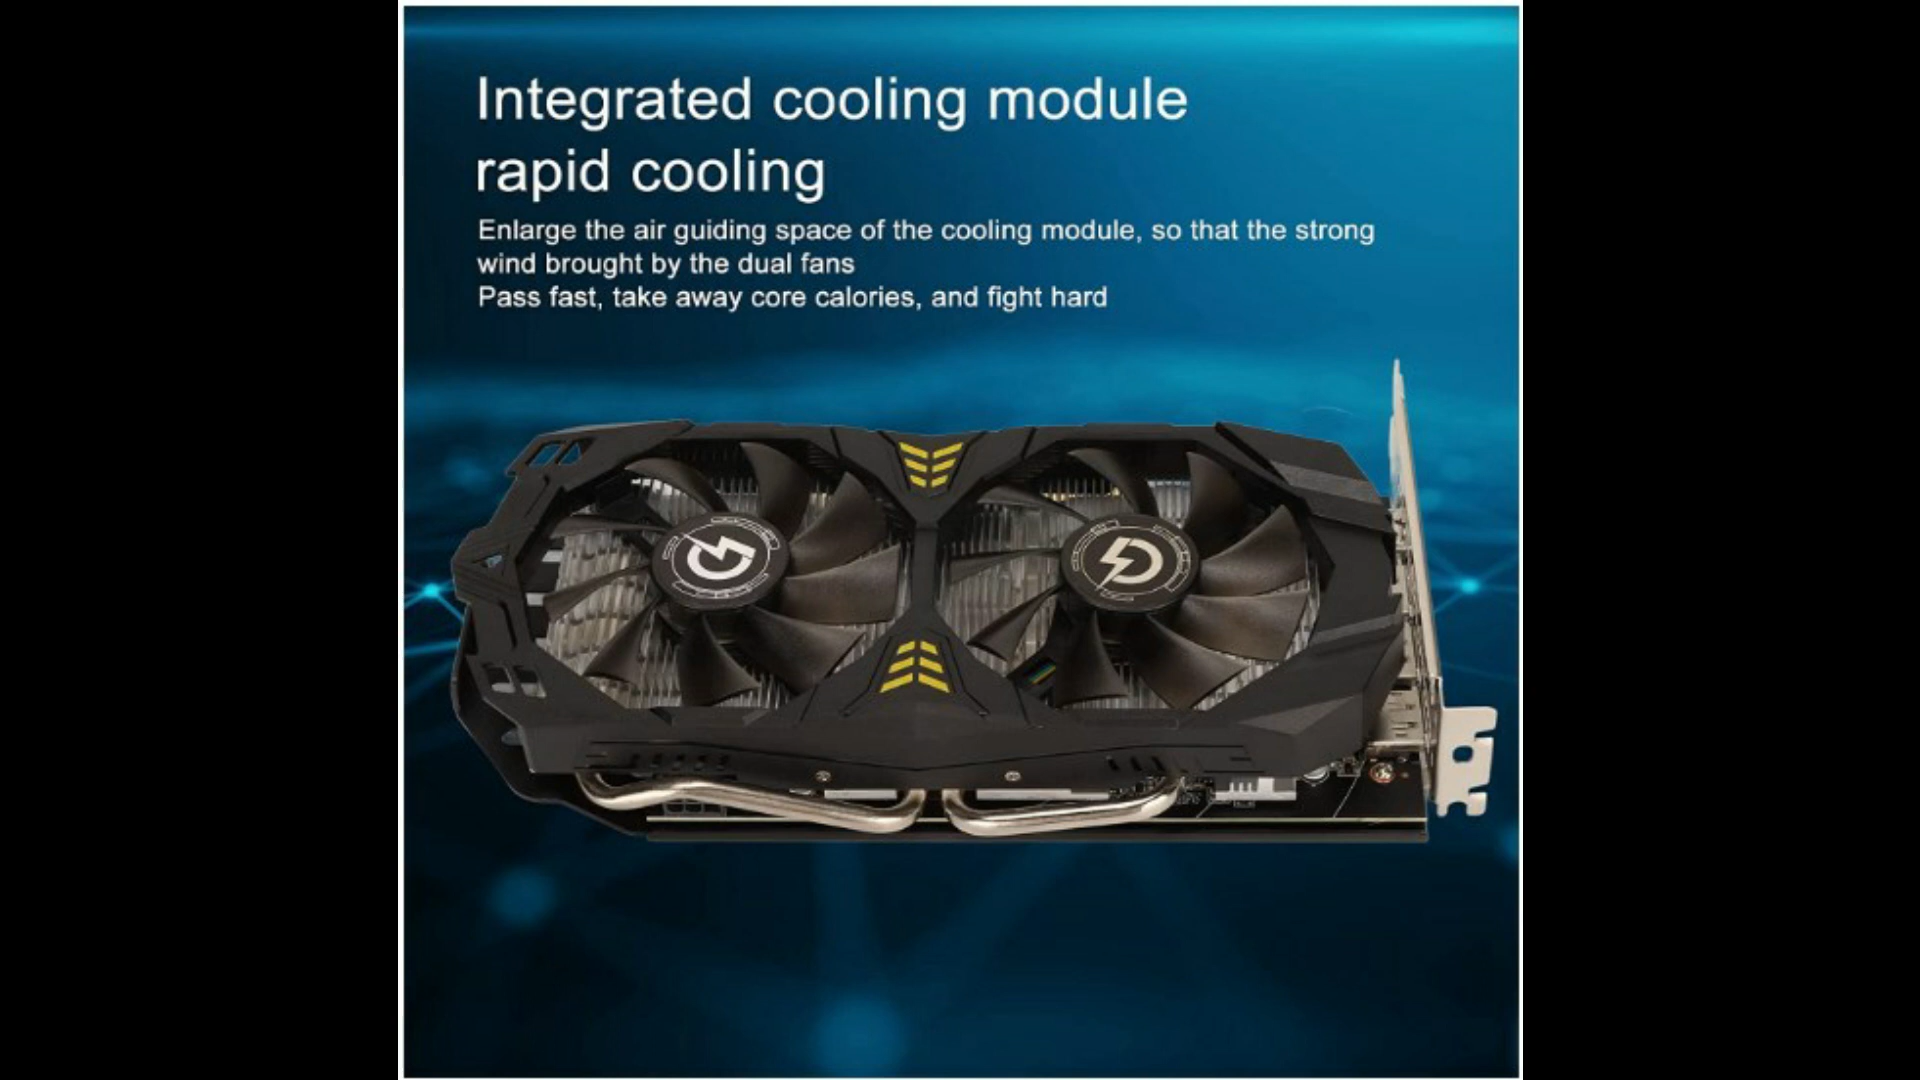 Integrated cooling module
rapid cooling
Enlarge the air guiding space of the cooling module, so that the strong
wind brought by the dual fans
Pass fast, take away core calories, and fight hard